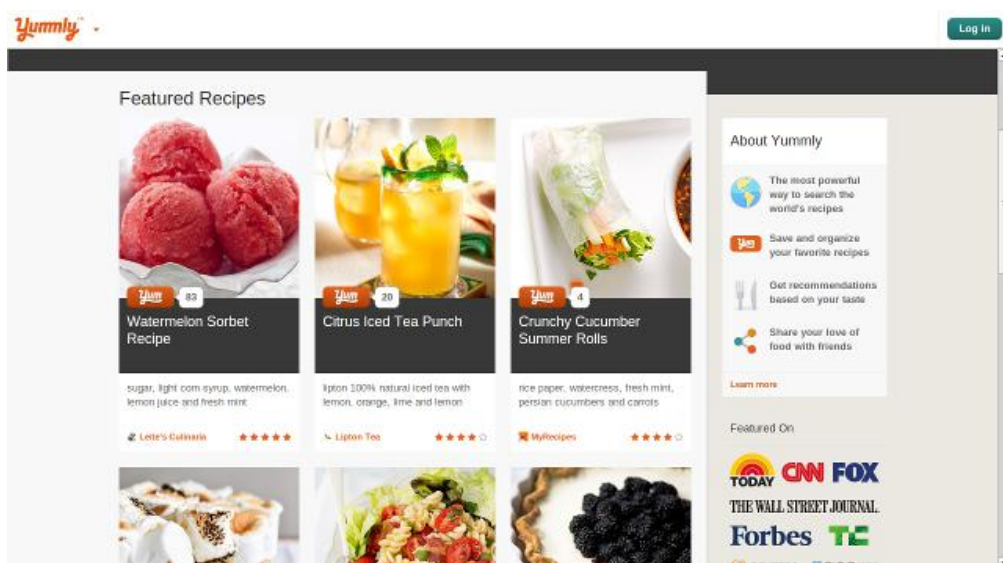 Yummly
Log in
Featured Recipes
Yum 83
Watermelon Sorbet
Recipe
sugar, light corn syrup, watermelon,
lemon juice and fresh mint
Leite's Culinaria
Yum 20
Citrus Iced Tea Punch
lipton 100% natural iced tea with
lemon, orange, lime and lemon
Lipton Tea
Yum 4
Crunchy Cucumber
Summer Rolls
rice paper, watercress, fresh mint,
persian cucumbers and carrots
MyRecipes
About Yummly
The most powerful
way to search the
world's recipes
Yum
Save and organize
your favorite recipes
Get recommendations
based on your taste
Share your love of
food with friends
Learn more
Featured On
TODAY CNN FOX
THE WALL STREET JOURNAL.
Forbes TC